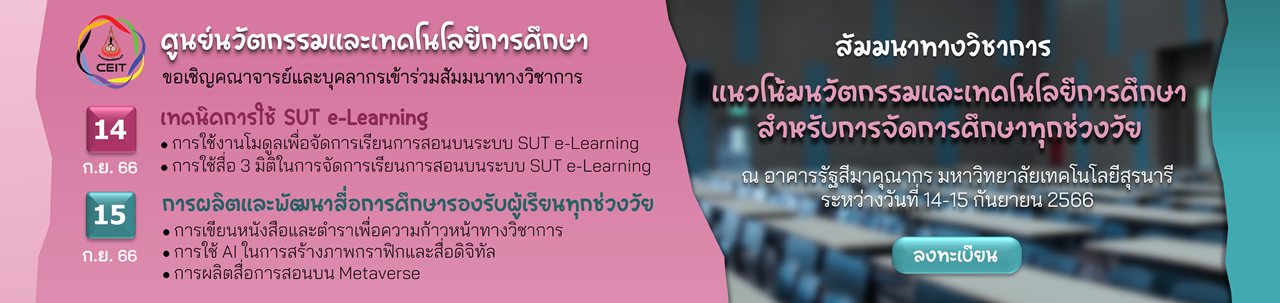 CEIT
ศูนย์นวัตกรรมและเทคโนโลยีการศึกษา
ขอเชิญคณาจารย์และบุคลากรเข้าร่วมสัมมนาทางวิชาการ
14
ก.ย. 66
เทคนิคการใช้ SUT e-Learning
• การใช้งานโมดูลเพื่อจัดการเรียนการสอนบนระบบ SUT e-Learning
• การใช้สื่อ 3 มิติในการจัดการเรียนการสอนบนระบบ SUT e-Learning
15
ก.ย. 66
การผลิตและพัฒนาสื่อการศึกษารองรับผู้เรียนทุกช่วงวัย
• การเขียนหนังสือและตำราเพื่อความก้าวหน้าทางวิชาการ
• การใช้ AI ในการสร้างภาพกราฟิกและสื่อดิจิทัล
• การผลิตสื่อการสอนบน Metaverse
สัมมนาทางวิชาการ
แนวโน้มนวัตกรรมและเทคโนโลยีการศึกษา
สำหรับการจัดการศึกษาทุกช่วงวัย
ณ อาคารรัฐสีมาคุณากร มหาวิทยาลัยเทคโนโลยีสุรนารี
ระหว่างวันที่ 14-15 กันยายน 2566
ลงทะเบียน